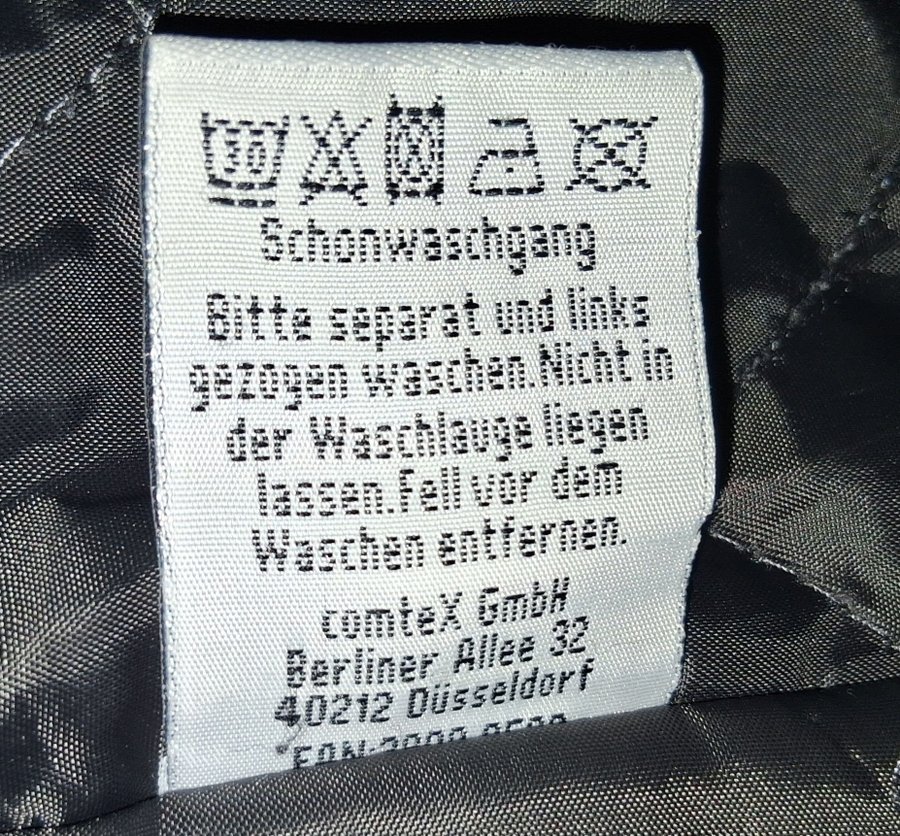 30
Schonwaschgang
Bitte separat und links
gezogen waschen.Nicht in
der Waschlauge liegen
lassen.Fell vor dem
Waschen entfernen.
comteX GmbH
Berliner Allee 32
40212 Düsseldorf